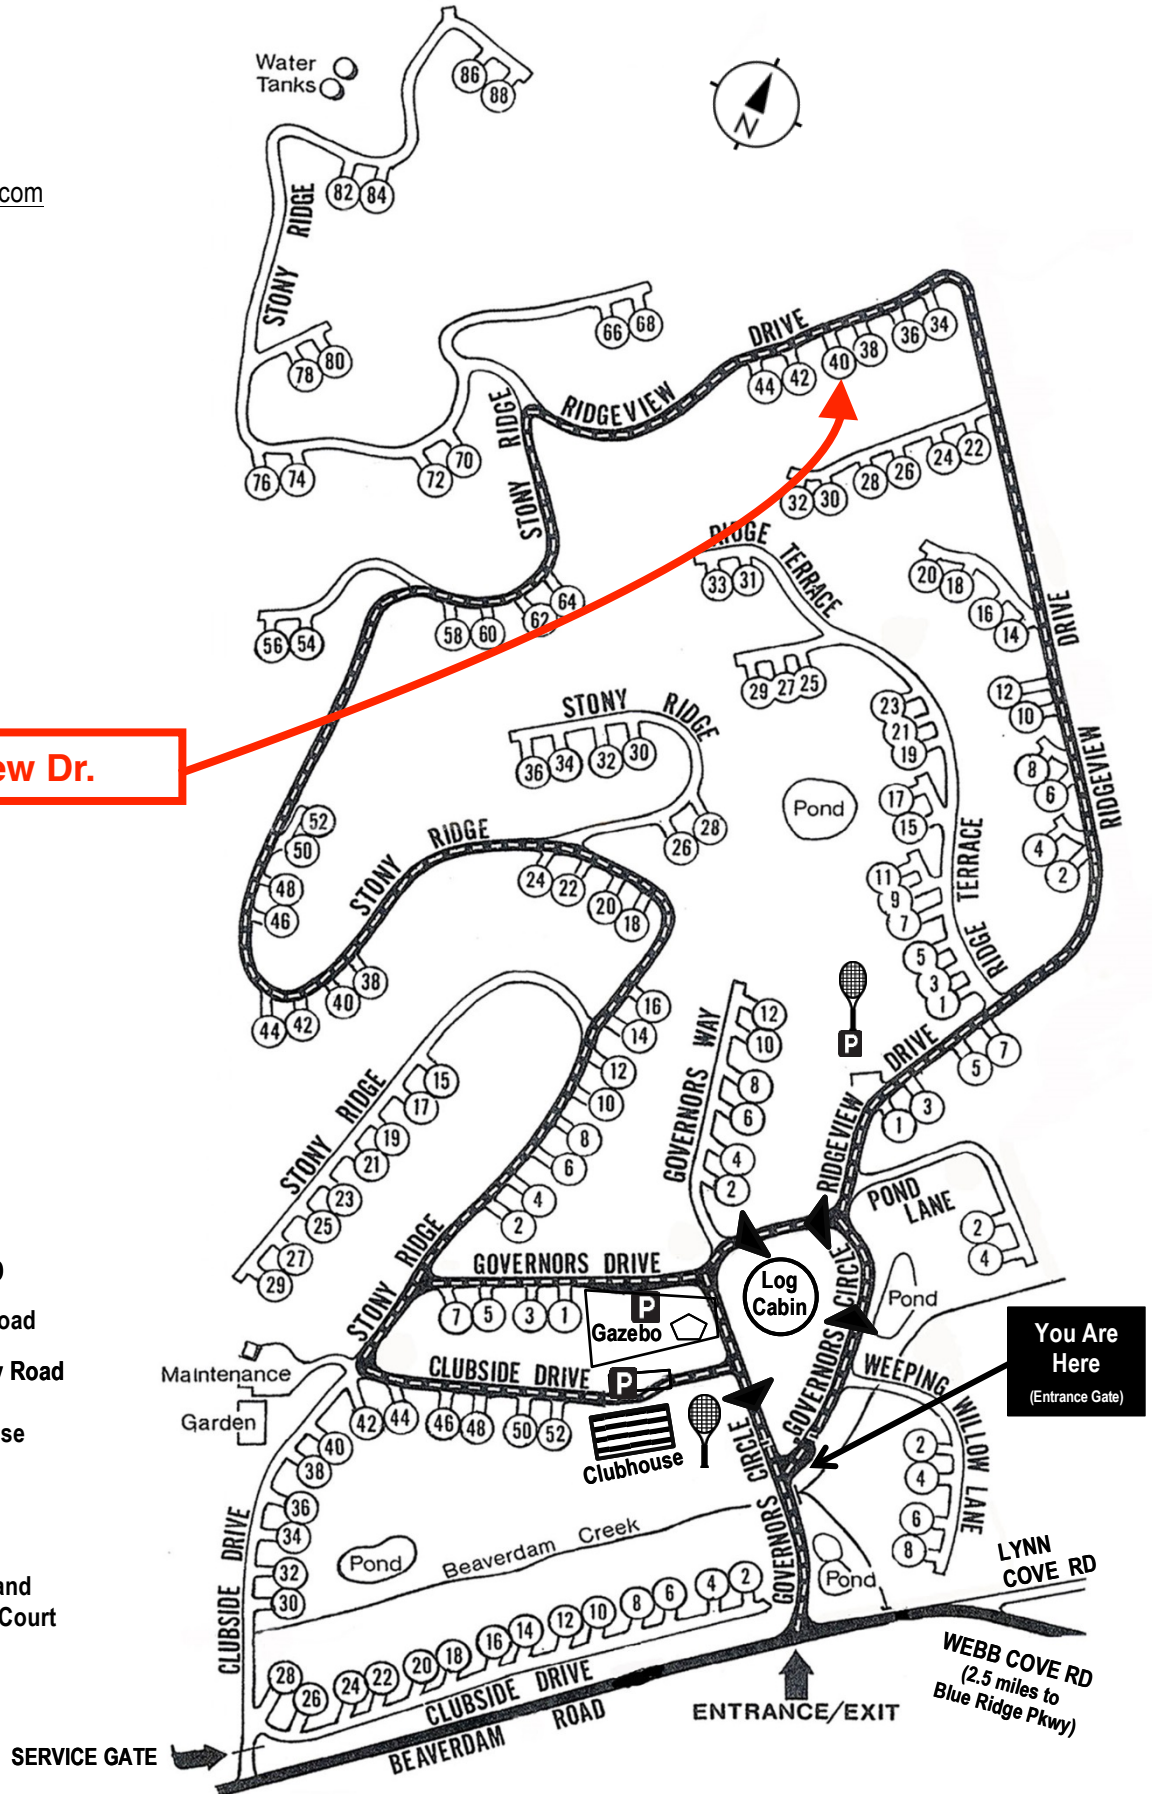 Water
Tanks
86
88
N
com
82
84
STONY RIDGE
66
68
DRIVE
34
36
38
40
42
44
78
80
RIDGEVIEW
STONY RIDGE
76
74
72
70
22
24
26
28
30
32
RIDGE TERRACE
33
31
20
18
16
14
DRIVE
64
62
60
58
56
54
29
27
25
12
10
23
21
19
STONY RIDGE
36
34
32
30
ew Dr.
RIDGEVIEW
8
6
17
15
Pond
52
50
48
46
STONY RIDGE
28
26
4
2
24
22
20
18
11
9
7
RIDGE TERRACE
5
3
1
38
40
42
44
16
14
P
12
10
8
6
4
2
GOVERNORS WAY
DRIVE
7
5
3
1
RIDGEVIEW
STONY RIDGE
15
17
19
21
23
25
27
29
12
10
8
6
4
2
POND
LANE
2
4
STONY RIDGE
GOVERNORS DRIVE
7
5
3
1
P
Gazebo
Log
Cabin
GOVERNORS CIRCLE
Pond
oad
y Road
se
and
Court
You Are
Here
(Entrance Gate)
Maintenance
Garden
CLUBSIDE DRIVE
P
42
44
46
48
50
52
Clubhouse
GOVERNORS CIRCLE
WEEPING WILLOW LANE
2
4
6
8
40
38
36
34
32
30
CLUBSIDE DRIVE
Pond
Beaverdam Creek
Pond
LYNN
COVE RD
28
26
24
22
20
18
16
14
12
10
8
6
4
2
CLUBSIDE DRIVE
BEAVERDAM ROAD
ENTRANCE/EXIT
WEBB COVE RD
(2.5 miles to
Blue Ridge Pkwy)
SERVICE GATE